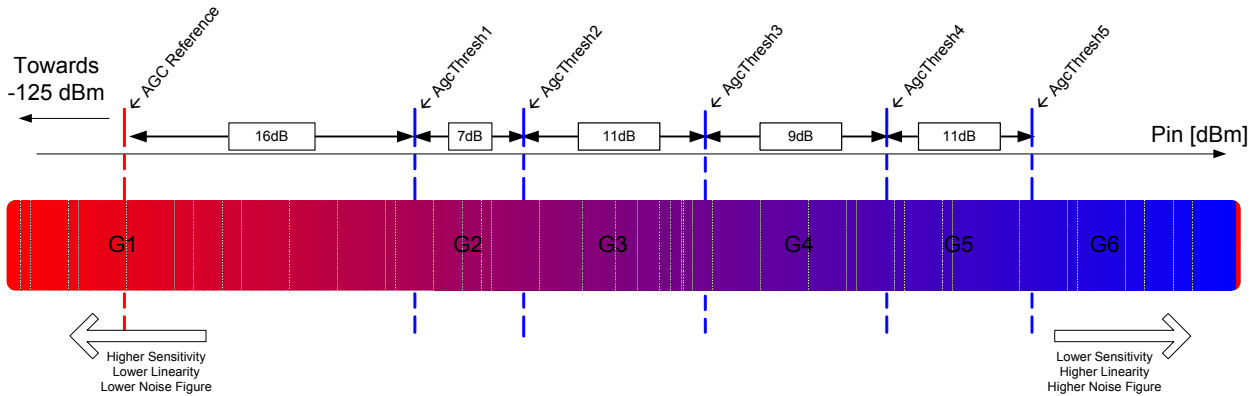 AGC Reference
AgcThresh1
AgcThresh2
AgcThresh3
AgcThresh4
AgcThresh5
Towards
-125 dBm
16dB
7dB
11dB
9dB
11dB
Pin [dBm]
G1
G2
G3
G4
G5
G6
Higher Sensitivity
Lower Linearity
Lower Noise Figure
Lower Sensitivity
Higher Linearity
Higher Noise Figure